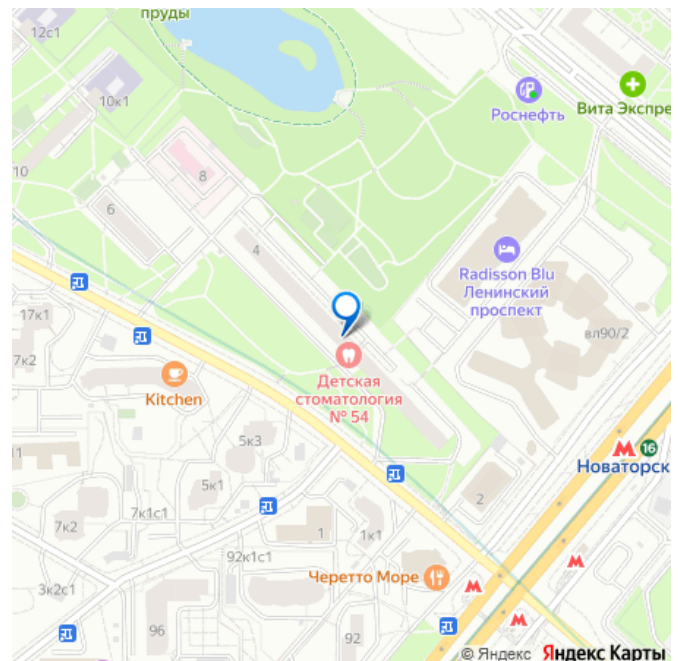 12с1
пруды
10к1
Роснефть
Вита Экспре
10
8
6
4
Radisson Blu
Ленинский
проспект
вл90/2
17к1
7к2
Kitchen
Детская
стоматология
№ 54
5к3
11
16
Новаторск
5к1
7к2
7к1с1
2
1
1к1
92к1с1
Черетто Море
3к2с1
96
92
© Яндекс Яндекс Карты